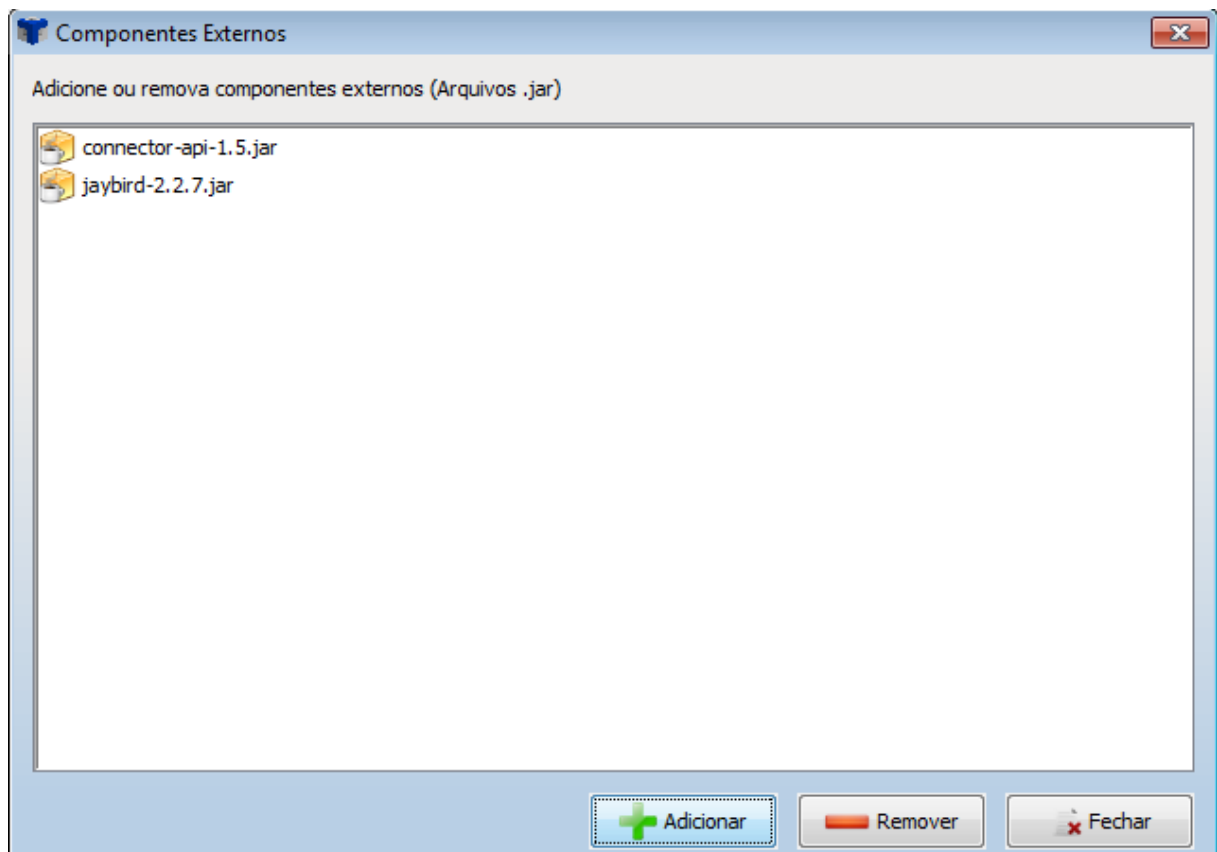 Componentes Externos
Adicione ou remova componentes externos (Arquivos .jar)
connector-api-1.5.jar
jaybird-2.2.7.jar
Adicionar
Remover
Fechar